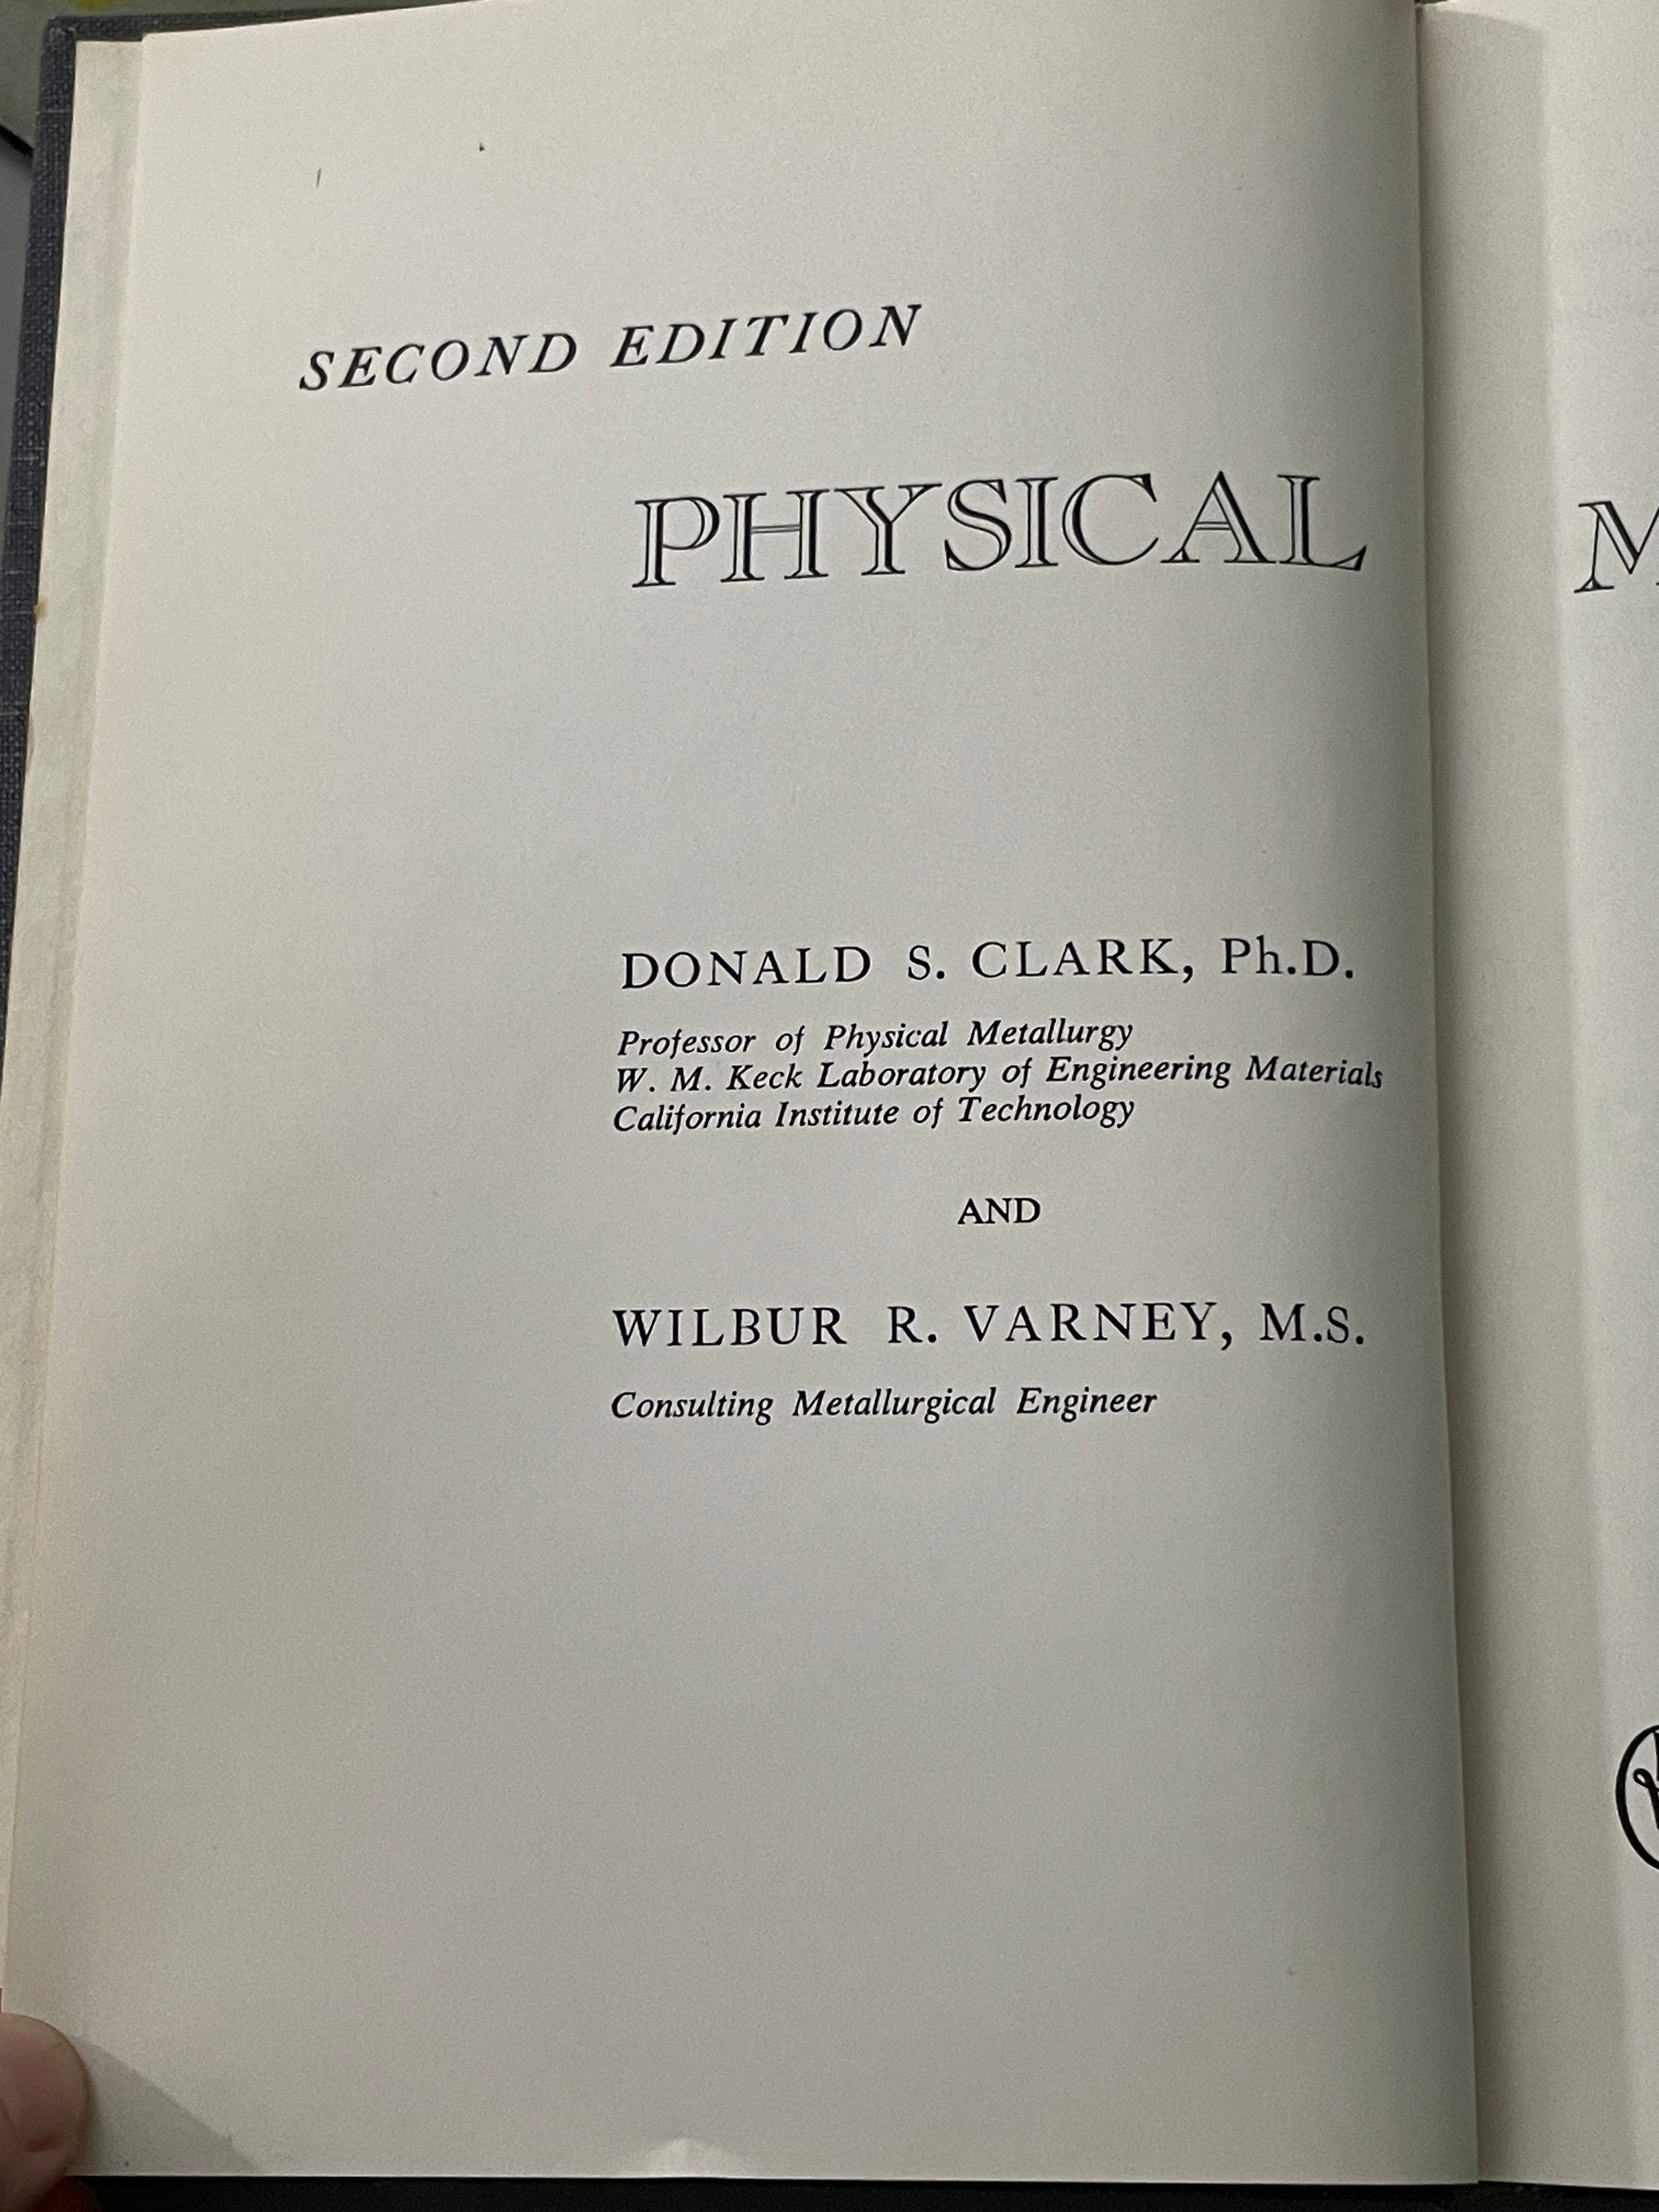 SECOND EDITION
PHYSICAL
DONALD S. CLARK, Ph.D.
Professor of Physical Metallurgy
W. M. Keck Laboratory of Engineering Materials
California Institute of Technology
AND
WILBUR R. VARNEY, M.S.
Consulting Metallurgical Engineer